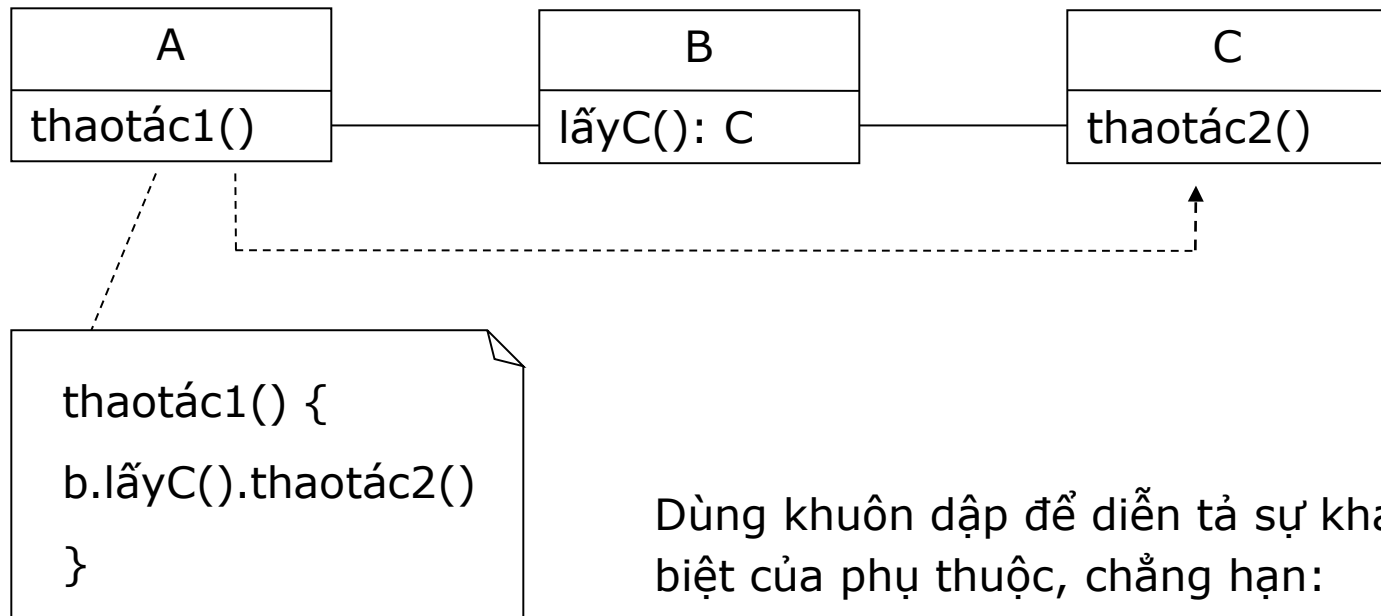 A
thaotác1()
B
lấyC(): C
C
thaotác2()
thaotác1() {
b.lấyC().thaotác2()
}
Dùng khuôn dập để diễn tả sự
biệt của phụ thuộc, chẳng hạn: